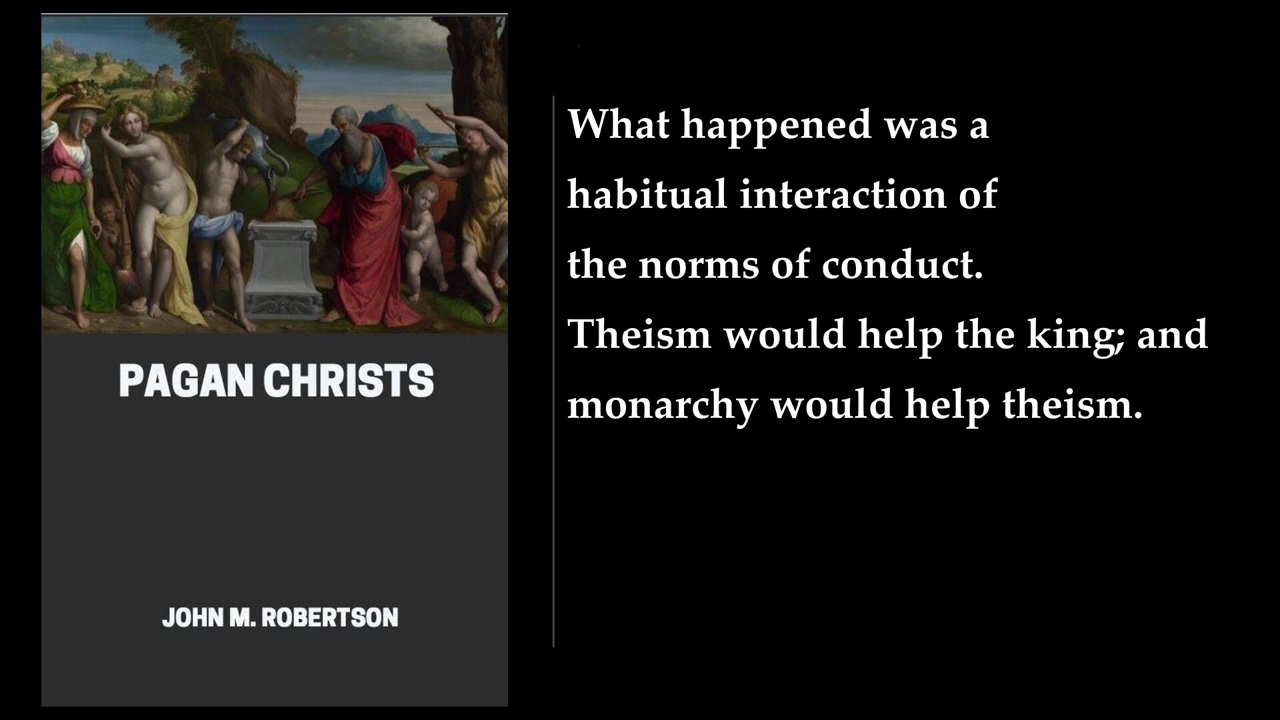 PAGAN CHRISTS
JOHN M. ROBERTSON
What happened was a
habitual interaction of
the norms of conduct.
Theism would help the king; and
monarchy would help theism.